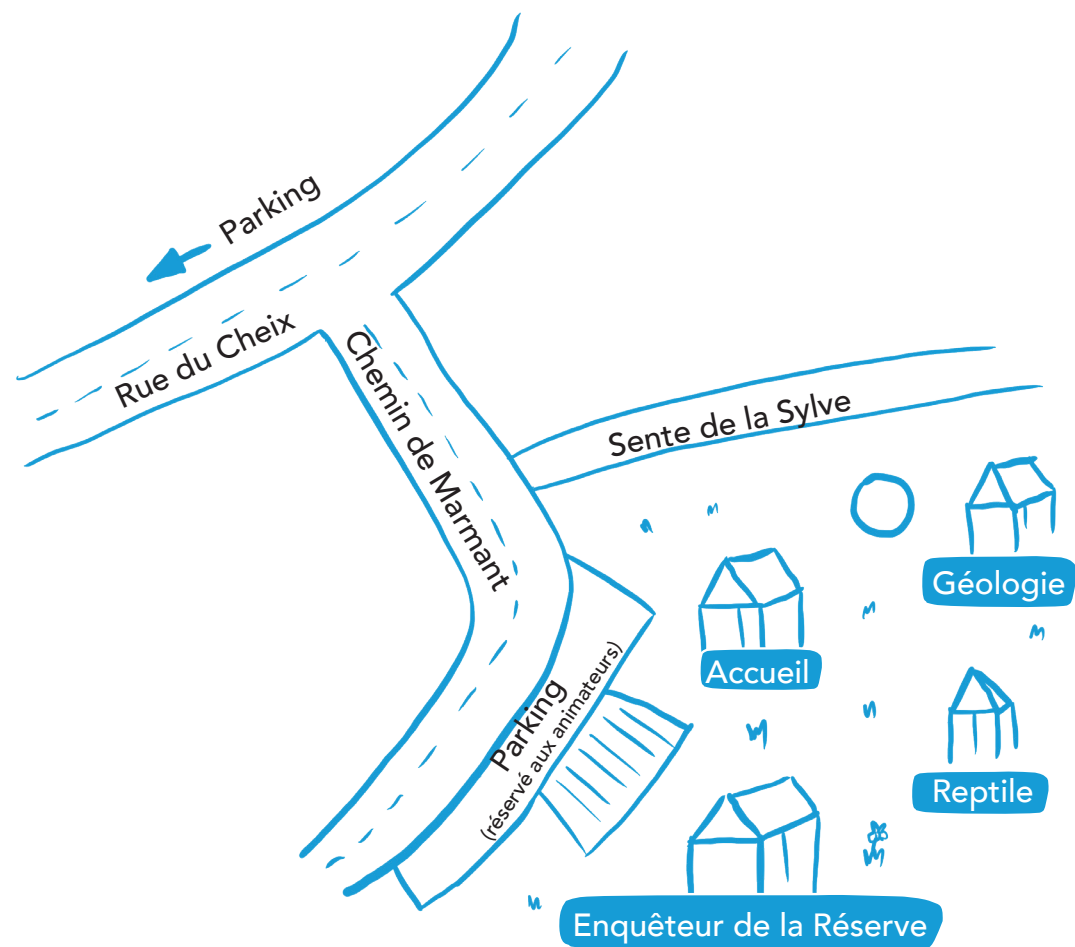 Parking
Rue du Cheix
Chemin de Marmant
Sente de la Sylve
Géologie
Accueil
Parking
(réservé aux animateurs)
Reptile
Enquêteur de la Réserve